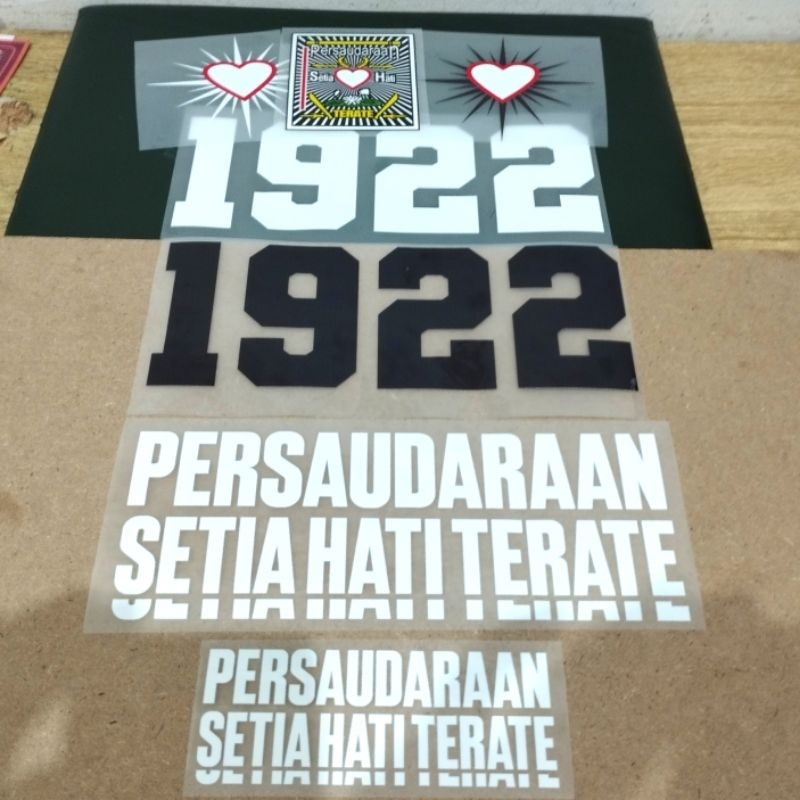 Persaudaraan
Setia Hati
TERATE
1922
1922
PERSAUDARAAN
SETIA HATI TERATE
PERSAUDARAAN
SETIA HATI TERATE